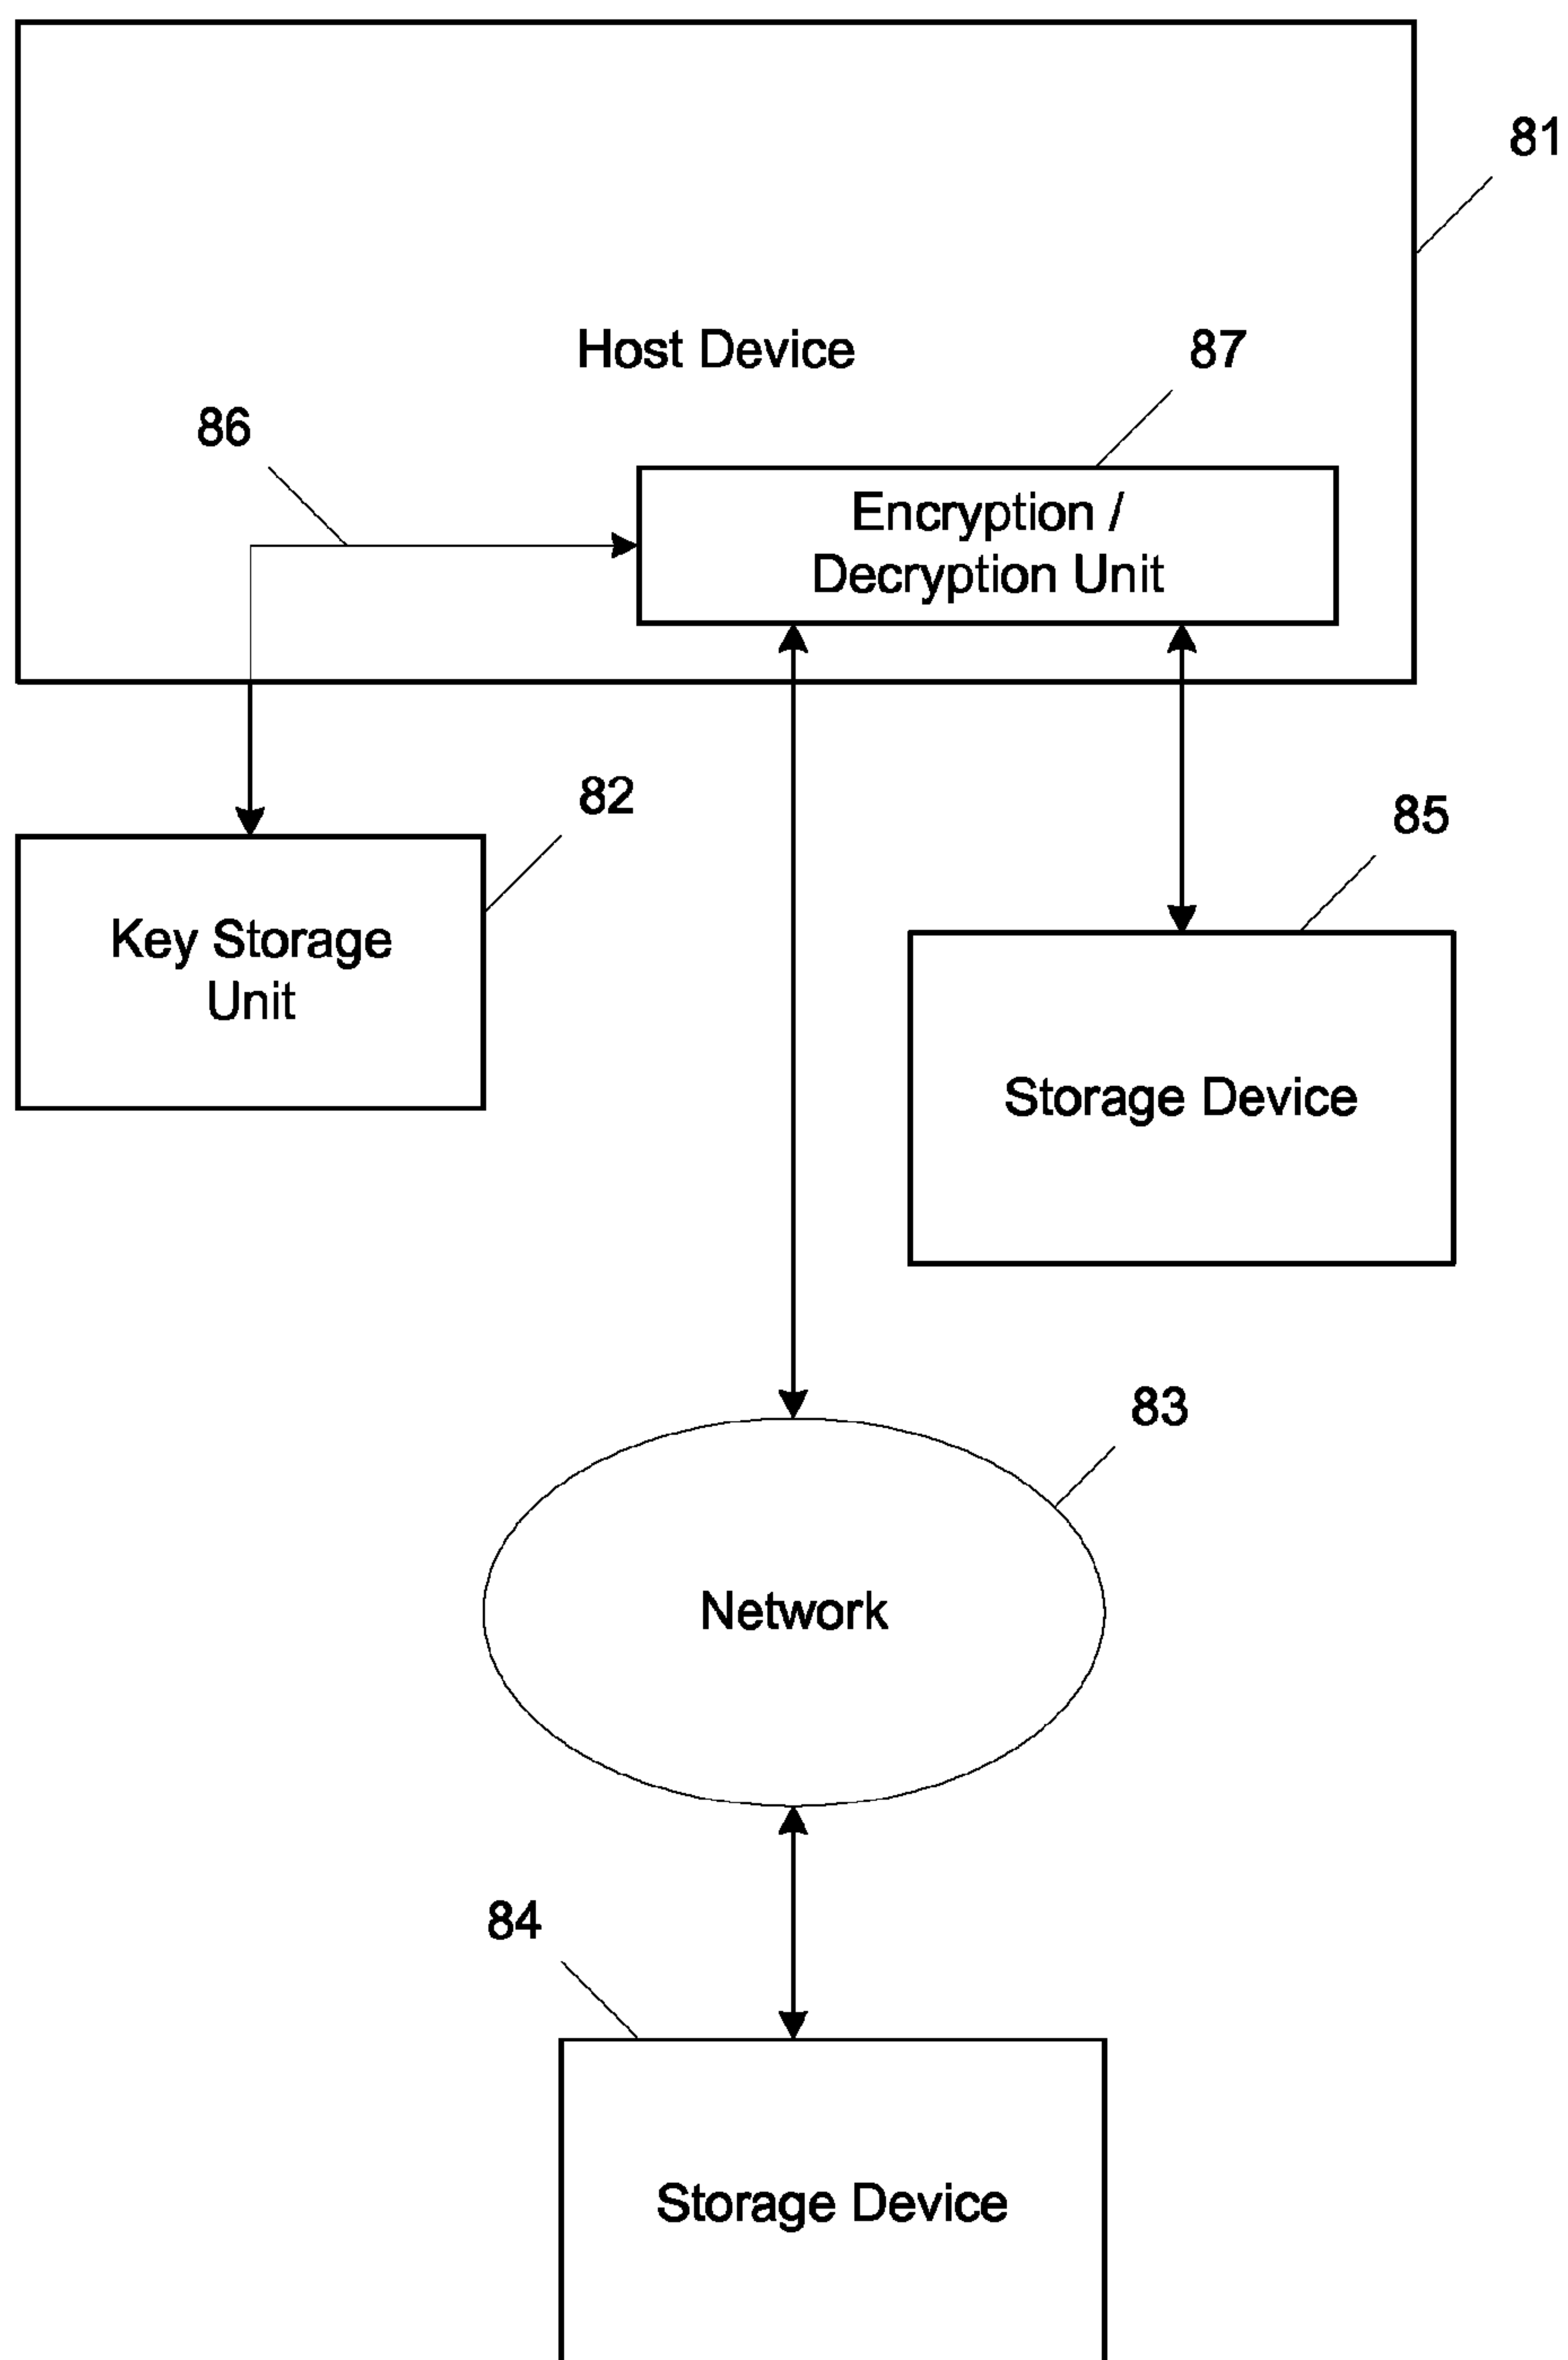 81
Host Device
87
86
Encryption /
Decryption Unit
82
85
Key Storage
Unit
Storage Device
83
Network
84
Storage Device